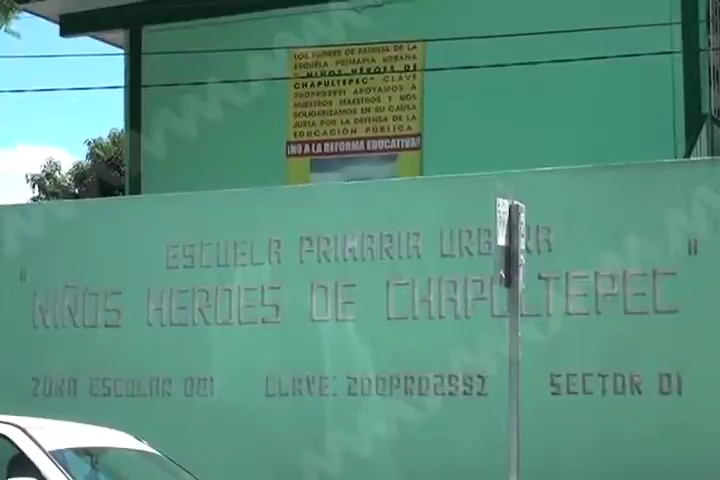 LOS PADRES DE FAMILIA DE LA
ESCUELA PRIMARIA URBANA
"NIÑOS HÉROES DE
CHAPULTEPEC" CLAVE
20DPR02992I APOYAMOS A
NUESTROS MAESTROS Y NOS
SOLIDARIZAMOS EN SU CAUSA
JUSTA POR LA DEFENSA DE LA
EDUCACIÓN PÚBLICA
¡NO A LA REFORMA EDUCATIVA!
ESCUELA PRIMARIA URBANA
"NIÑOS HEROES DE CHAPULTEPEC"
ZONA ESCOLAR 001 CLAVE: 20DPR0299Z SECTOR 01